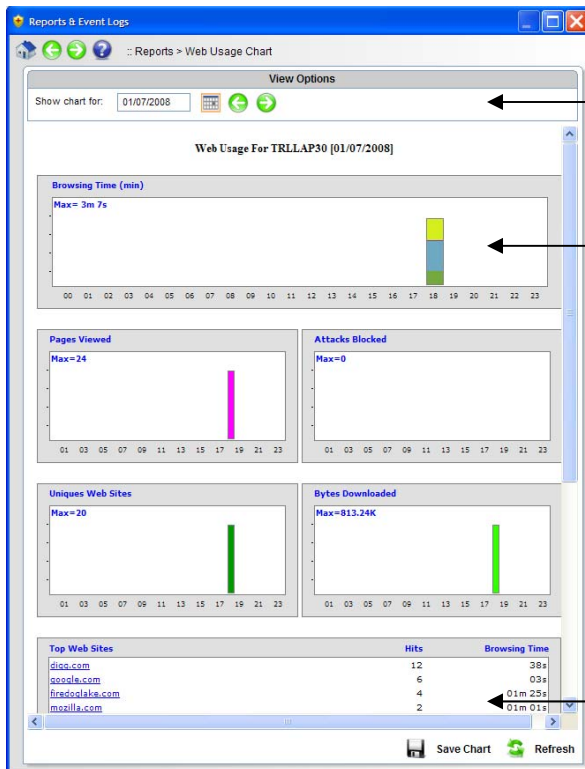 Reports & Event Logs
:: Reports > Web Usage Chart
View Options
Show chart for: 01/07/2008
Web Usage For TRLLAP30 [01/07/2008]
Browsing Time (min)
Max= 3m 7s
00 01 02 03 04 05 06 07 08 09 10 11 12 13 14 15 16 17 18 19 20 21 22 23
Pages Viewed
Max=24
01 03 05 07 09 11 13 15 17 19 21 23
Attacks Blocked
Max=0
01 03 05 07 09 11 13 15 17 19 21 23
Uniques Web Sites
Max=20
01 03 05 07 09 11 13 15 17 19 21 23
Bytes Downloaded
Max=813.24K
01 03 05 07 09 11 13 15 17 19 21 23
Top Web Sites Hits Browsing Time
digg.com 12 38s
google.com 6 03s
firedoglake.com 4 01m 25s
mozilla.com 2 01m 01s
Save Chart Refresh